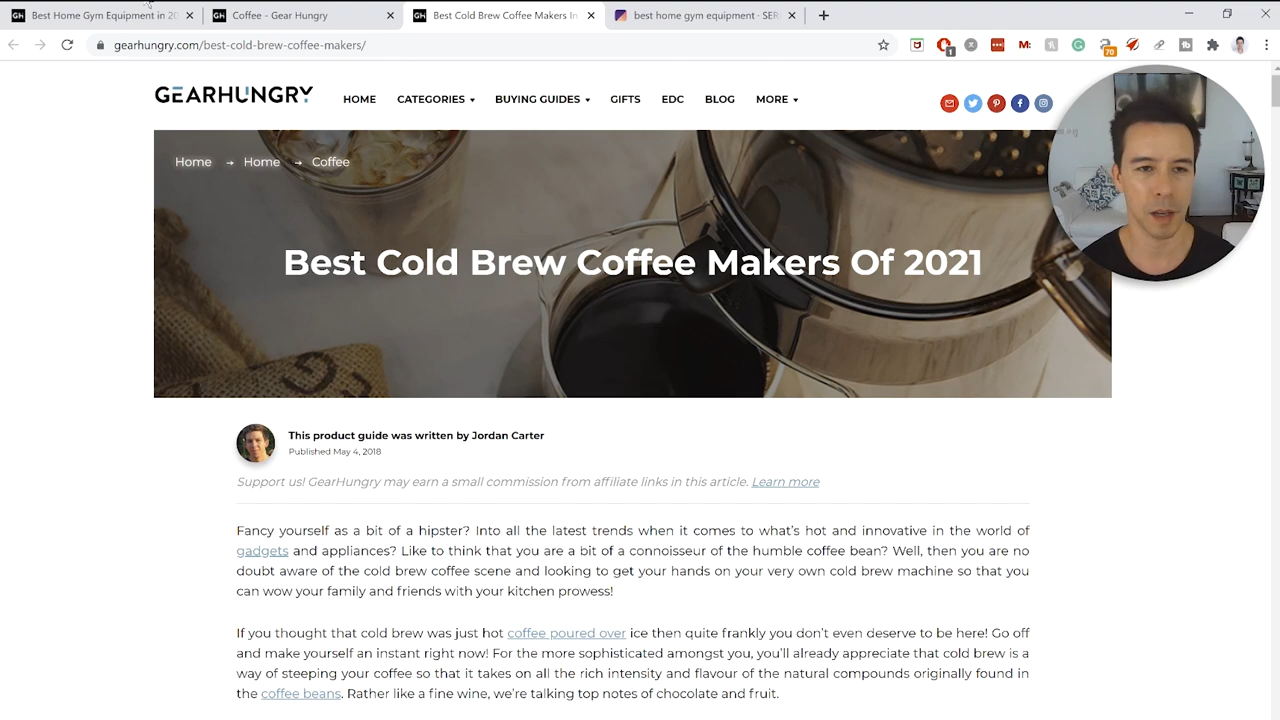 Best Home Gym Equipment in 20
Coffee - Gear Hungry
Best Cold Brew Coffee Makers In
best home gym equipment - SER
gearhungry.com/best-cold-brew-coffee-makers/
1
M
70
GEARHUNGRY
HOME
CATEGORIES
BUYING GUIDES
GIFTS
EDC
BLOG
MORE
Home → Home → Coffee
Best Cold Brew Coffee Makers Of 2021
This product guide was written by Jordan Carter
Published May 4, 2018
Support us! GearHungry may earn a small commission from affiliate links in this article. Learn more
Fancy yourself as a bit of a hipster? Into all the latest trends when it comes to what's hot and innovative in the world of
gadgets and appliances? Like to think that you are a bit of a connoisseur of the humble coffee bean? Well, then you are no
doubt aware of the cold brew coffee scene and looking to get your hands on your very own cold brew machine so that you
can wow your family and friends with your kitchen prowess!
If you thought that cold brew was just hot coffee poured over ice then quite frankly you don't even deserve to be here! Go off
and make yourself an instant right now! For the more sophisticated amongst you, you'll already appreciate that cold brew is a
way of steeping your coffee so that it takes on all the rich intensity and flavour of the natural compounds originally found in
the coffee beans. Rather like a fine wine, we're talking top notes of chocolate and fruit.